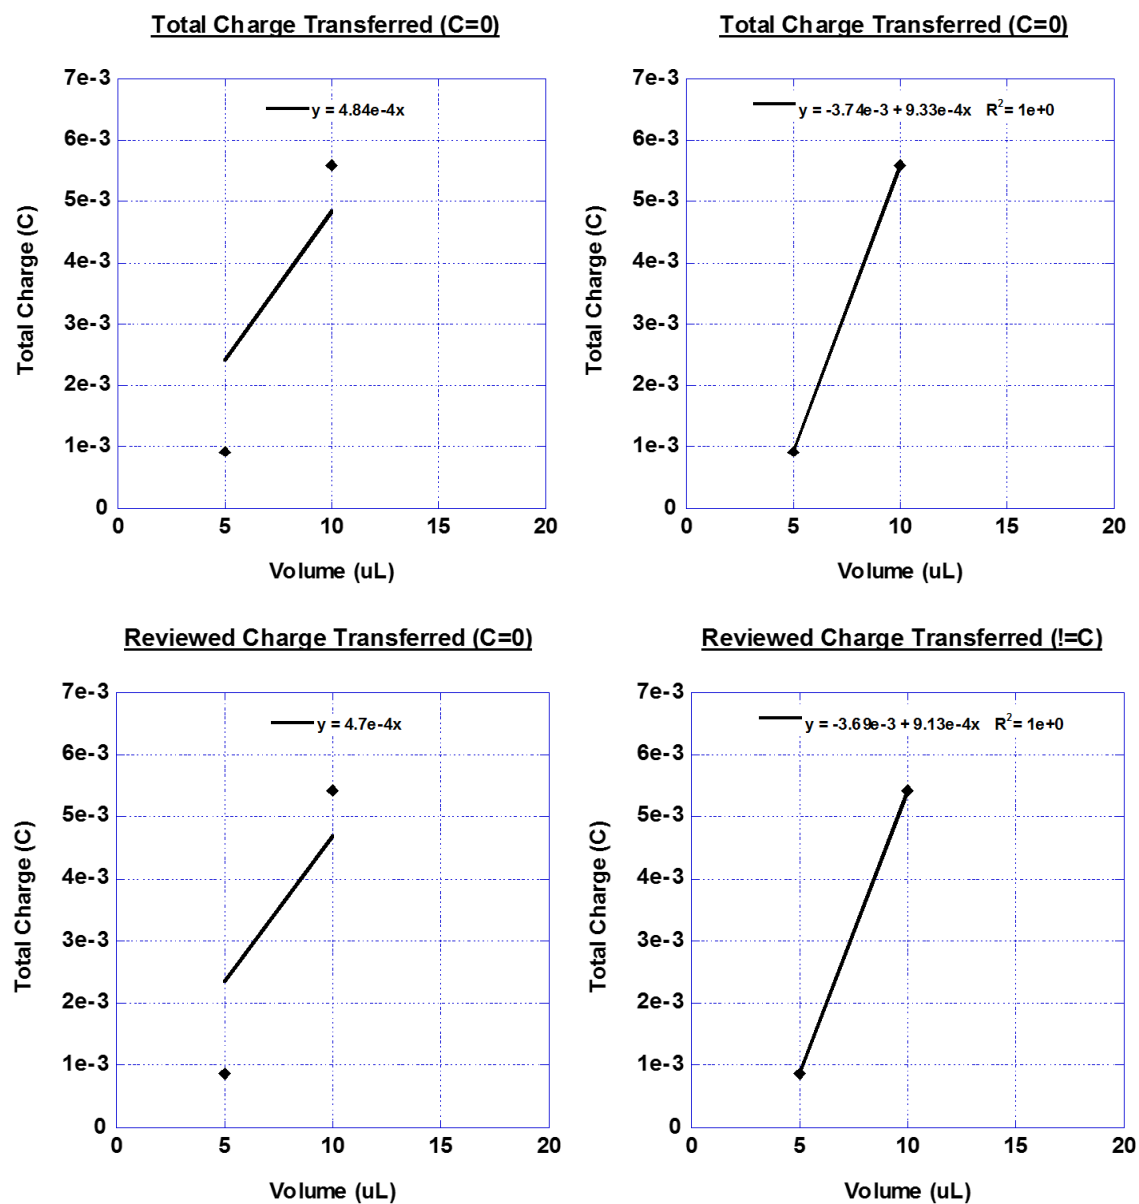 Total Charge Transferred (C=0)
7e-3
6e-3
5e-3
4e-3
3e-3
2e-3
1e-3
0
y = 4.84e-4x
Total Charge (C)
0 5 10 15 20
Volume (uL)
Total Charge Transferred (C=0)
7e-3
6e-3
5e-3
4e-3
3e-3
2e-3
1e-3
0
y = -3.74e-3 + 9.33e-4x R²= 1e+0
Total Charge (C)
0 5 10 15 20
Volume (uL)
Reviewed Charge Transferred (C=0)
7e-3
6e-3
5e-3
4e-3
3e-3
2e-3
1e-3
0
y = 4.7e-4x
Total Charge (C)
0 5 10 15 20
Volume (uL)
Reviewed Charge Transferred (!=C)
7e-3
6e-3
5e-3
4e-3
3e-3
2e-3
1e-3
0
y = -3.69e-3 + 9.13e-4x R²= 1e+0
Total Charge (C)
0 5 10 15 20
Volume (uL)